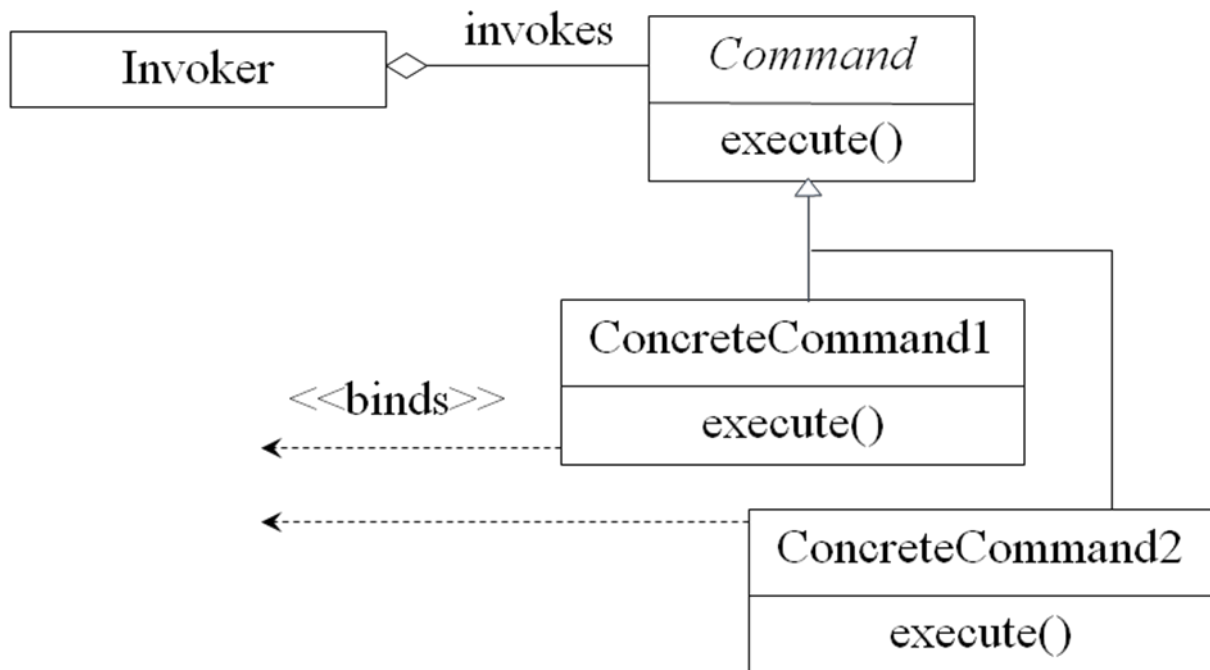 invokes
Invoker
Command
execute()
ConcreteCommand1
<<binds>>
execute()
ConcreteCommand2
execute()